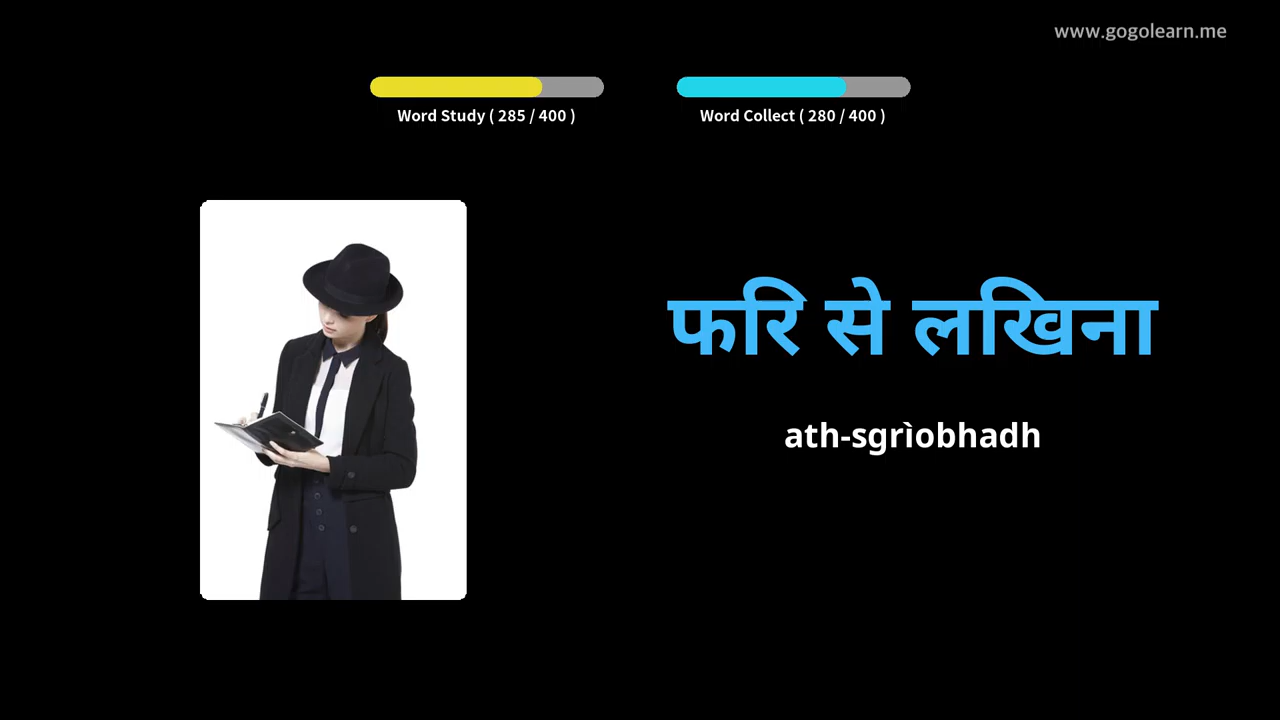 www.gogolearn.me
Word Study ( 285 / 400 )
Word Collect ( 280 / 400 )
फरि से लखिना
ath-sgrìobhadh